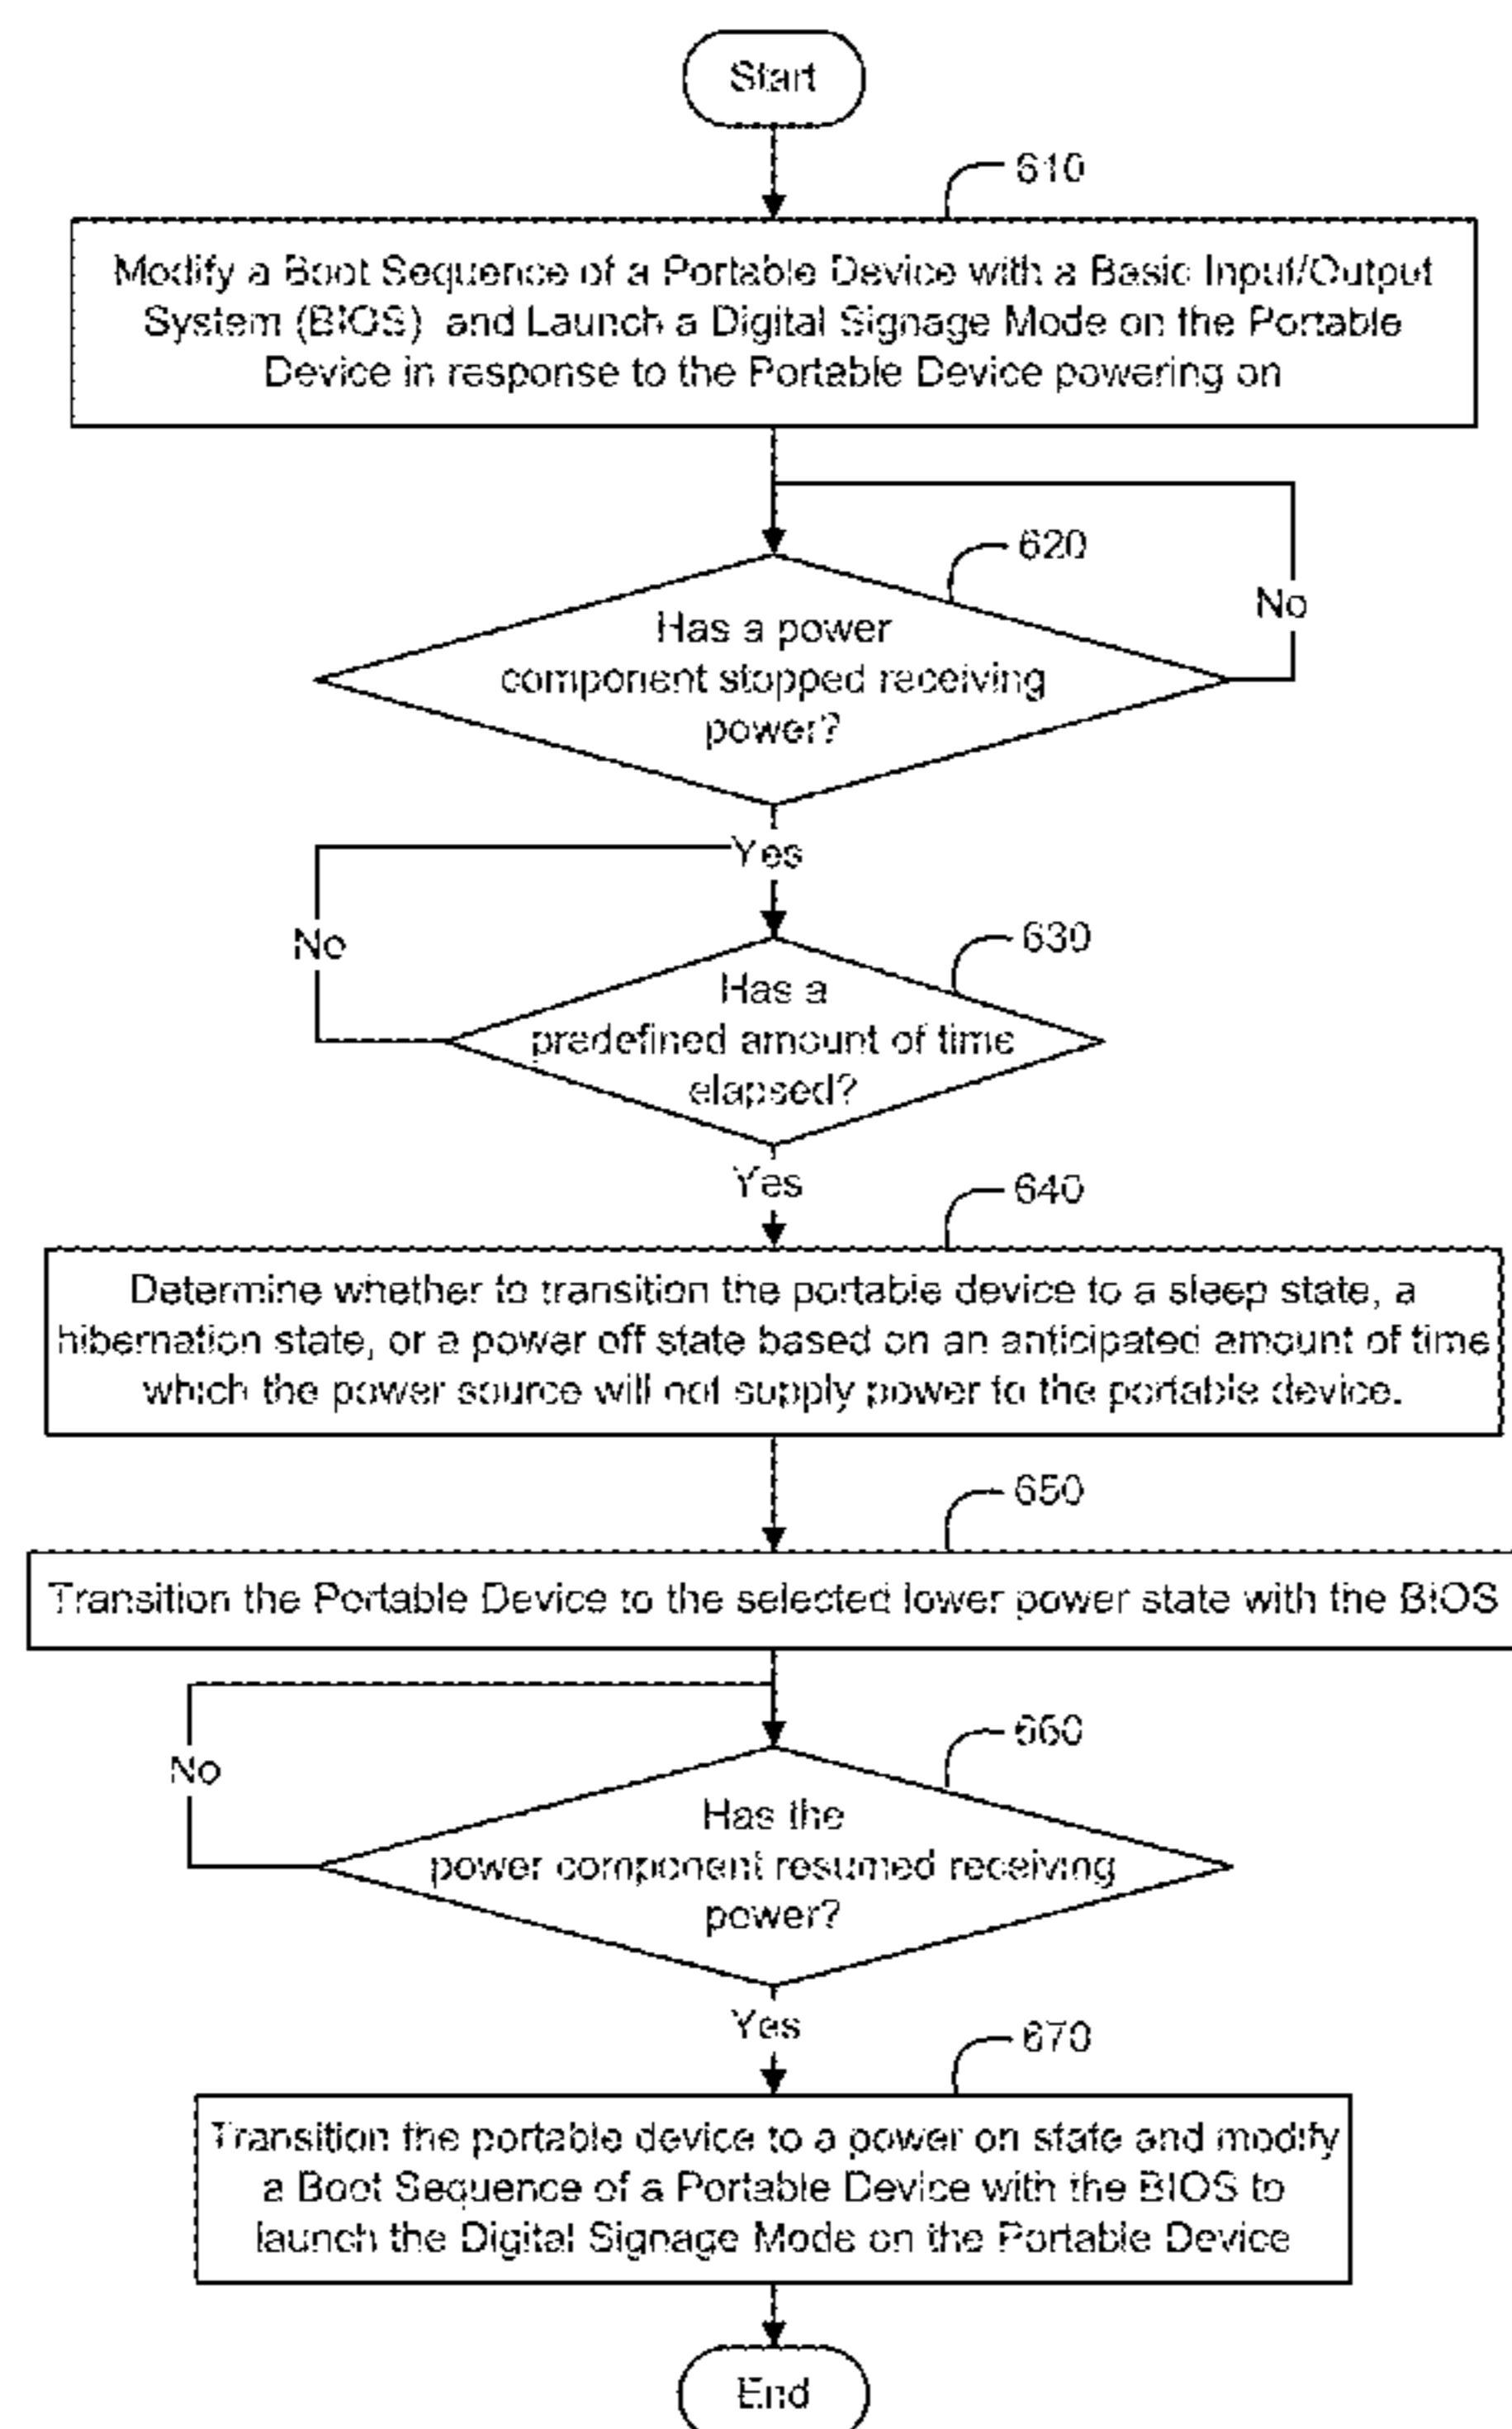 Start
610
Modify a Boot Sequence of a Portable Device with a Basic Input/Output
System (BIOS) and Launch a Digital Signage Mode on the Portable
Device in response to the Portable Device powering on
620
No
Has a power
component stopped receiving
power?
Yes
No
630
Has a
predefined amount of time
elapsed?
Yes
640
Determine whether to transition the portable device to a sleep state, a
hibernation state, or a power off state based on an anticipated amount of time
which the power source will not supply power to the portable device.
650
Transition the Portable Device to the selected lower power state with the BIOS
660
No
Has the
power component resumed receiving
power?
Yes
670
Transition the portable device to a power on state and modify
a Boot Sequence of a Portable Device with the BIOS to
launch the Digital Signage Mode on the Portable Device
End